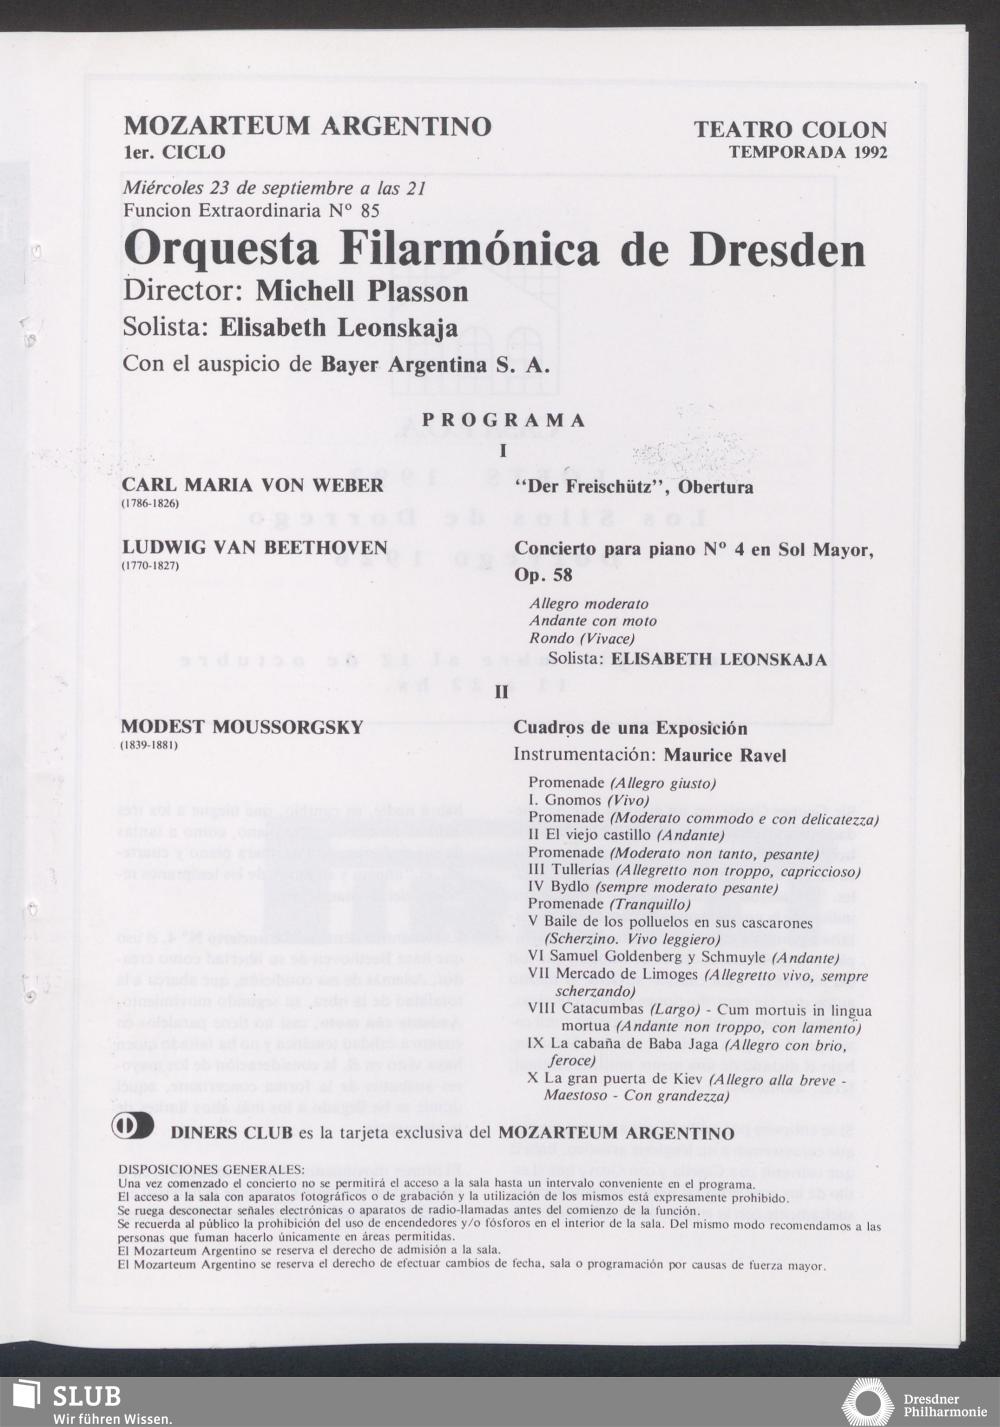 MOZARTEUM ARGENTINO
1er. CICLO
TEATRO COLON
TEMPORADA 1992
Miércoles 23 de septiembre a las 21
Funcion Extraordinaria Nº 85
Orquesta Filarmónica de Dresden
Director: Michell Plasson
Solista: Elisabeth Leonskaja
Con el auspicio de Bayer Argentina S. A.
PROGRAMA
I
CARL MARIA VON WEBER
(1786-1826)
“Der Freischütz”, Obertura
LUDWIG VAN BEETHOVEN
(1770-1827)
Concierto para piano Nº 4 en Sol Mayor,
Op. 58
Allegro moderato
Andante con moto
Rondo (Vivace)
Solista: ELISABETH LEONSKAJA
II
MODEST MOUSSORGSKY
(1839-1881)
Cuadros de una Exposición
Instrumentación: Maurice Ravel
Promenade (Allegro giusto)
I. Gnomos (Vivo)
Promenade (Moderato commodo e con delicatezza)
II El viejo castillo (Andante)
Promenade (Moderato non tanto, pesante)
III Tullerías (Allegretto non troppo, capriccioso)
IV Bydlo (sempre moderato pesante)
Promenade (Tranquillo)
V Baile de los polluelos en sus cascarones
(Scherzino. Vivo leggiero)
VI Samuel Goldenberg y Schmuyle (Andante)
VII Mercado de Limoges (Allegretto vivo, sempre
scherzando)
VIII Catacumbas (Largo) - Cum mortuis in lingua
mortua (Andante non troppo, con lamento)
IX La cabaña de Baba Jaga (Allegro con brio,
feroce)
X La gran puerta de Kiev (Allegro alla breve -
Maestoso - Con grandezza)
DINERS CLUB es la tarjeta exclusiva del MOZARTEUM ARGENTINO
DISPOSICIONES GENERALES:
Una vez comenzado el concierto no se permitirá el acceso a la sala hasta un intervalo conveniente en el programa.
El acceso a la sala con aparatos fotográficos o de grabación y la utilización de los mismos está expresamente prohibido.
Se ruega desconectar señales electrónicas o aparatos de radio-llamadas antes del comienzo de la función.
Se recuerda al público la prohibición del uso de encendedores y/o fósforos en el interior de la sala. Del mismo modo recomendamos a las
personas que fuman hacerlo únicamente en áreas permitidas.
El Mozarteum Argentino se reserva el derecho de admisión a la sala.
El Mozarteum Argentino se reserva el derecho de efectuar cambios de fecha, sala o programación por causas de fuerza mayor.
SLUB
Wir führen Wissen.
Dresdner
Philharmonie